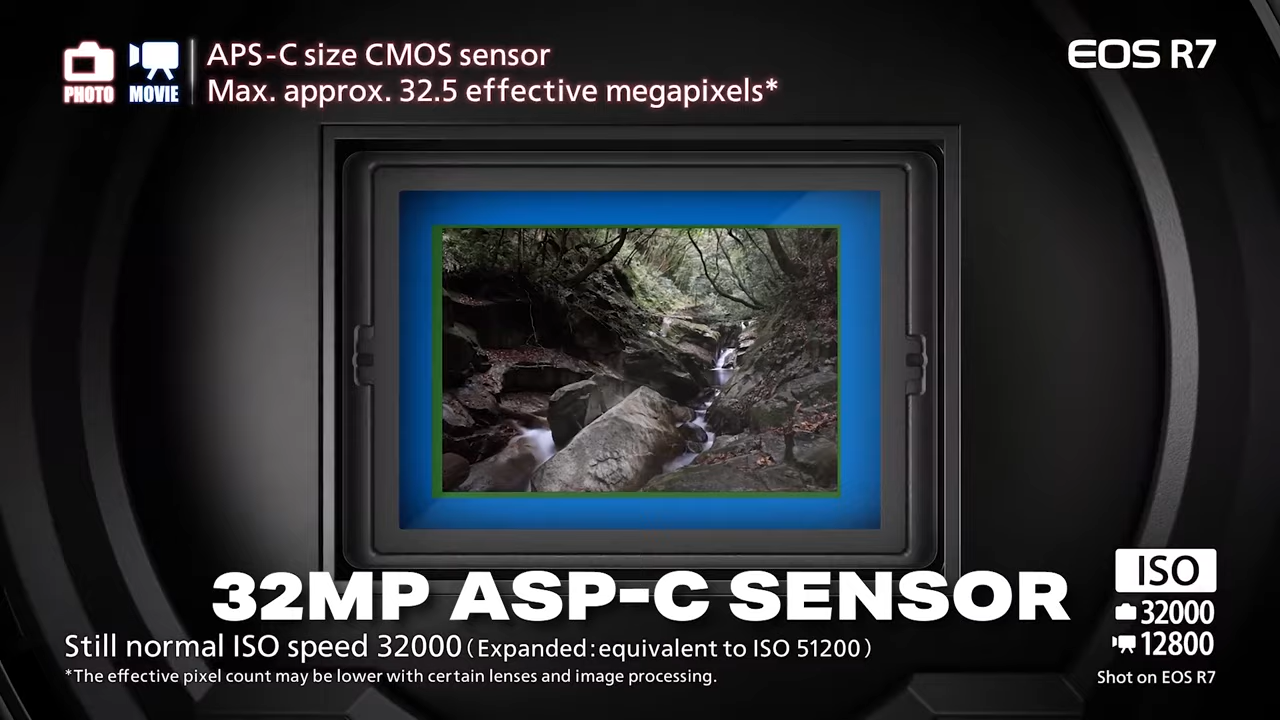 APS-C size CMOS sensor
Max. approx. 32.5 effective megapixels*
PHOTO
MOVIE
EOS R7
32MP ASP-C SENSOR
ISO
32000
12800
Still normal ISO speed 32000 (Expanded:equivalent to ISO 51200)
*The effective pixel count may be lower with certain lenses and image processing.
Shot on EOS R7